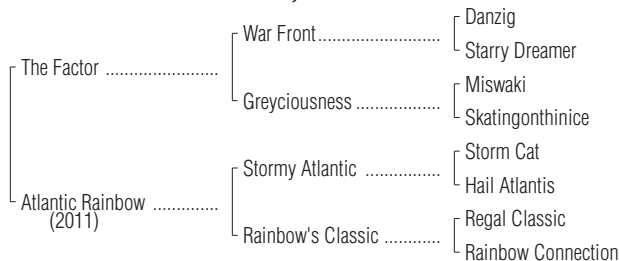 Danzig
War Front........................
Starry Dreamer
The Factor ......................
Miswaki
Greyciousness .................
Skatingonthinice
Storm Cat
Stormy Atlantic ...............
Hail Atlantis
Atlantic Rainbow .............
(2011)
Regal Classic
Rainbow's Classic ...........
Rainbow Connection